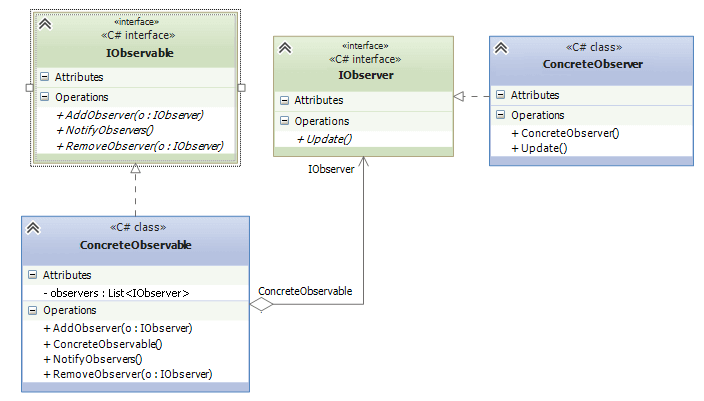 «interface»
«C# interface»
IObservable
Attributes
Operations
+ AddObserver(o : IObserver)
+ NotifyObservers()
+ RemoveObserver(o : IObserver)
«interface»
«C# interface»
IObserver
Attributes
Operations
+ Update()
«C# class»
ConcreteObserver
Attributes
Operations
+ ConcreteObserver()
+ Update()
IObserver
«C# class»
ConcreteObservable
Attributes
- observers : List<IObserver>
Operations
+ AddObserver(o : IObserver)
+ ConcreteObservable()
+ NotifyObservers()
+ RemoveObserver(o : IObserver)
ConcreteObservable